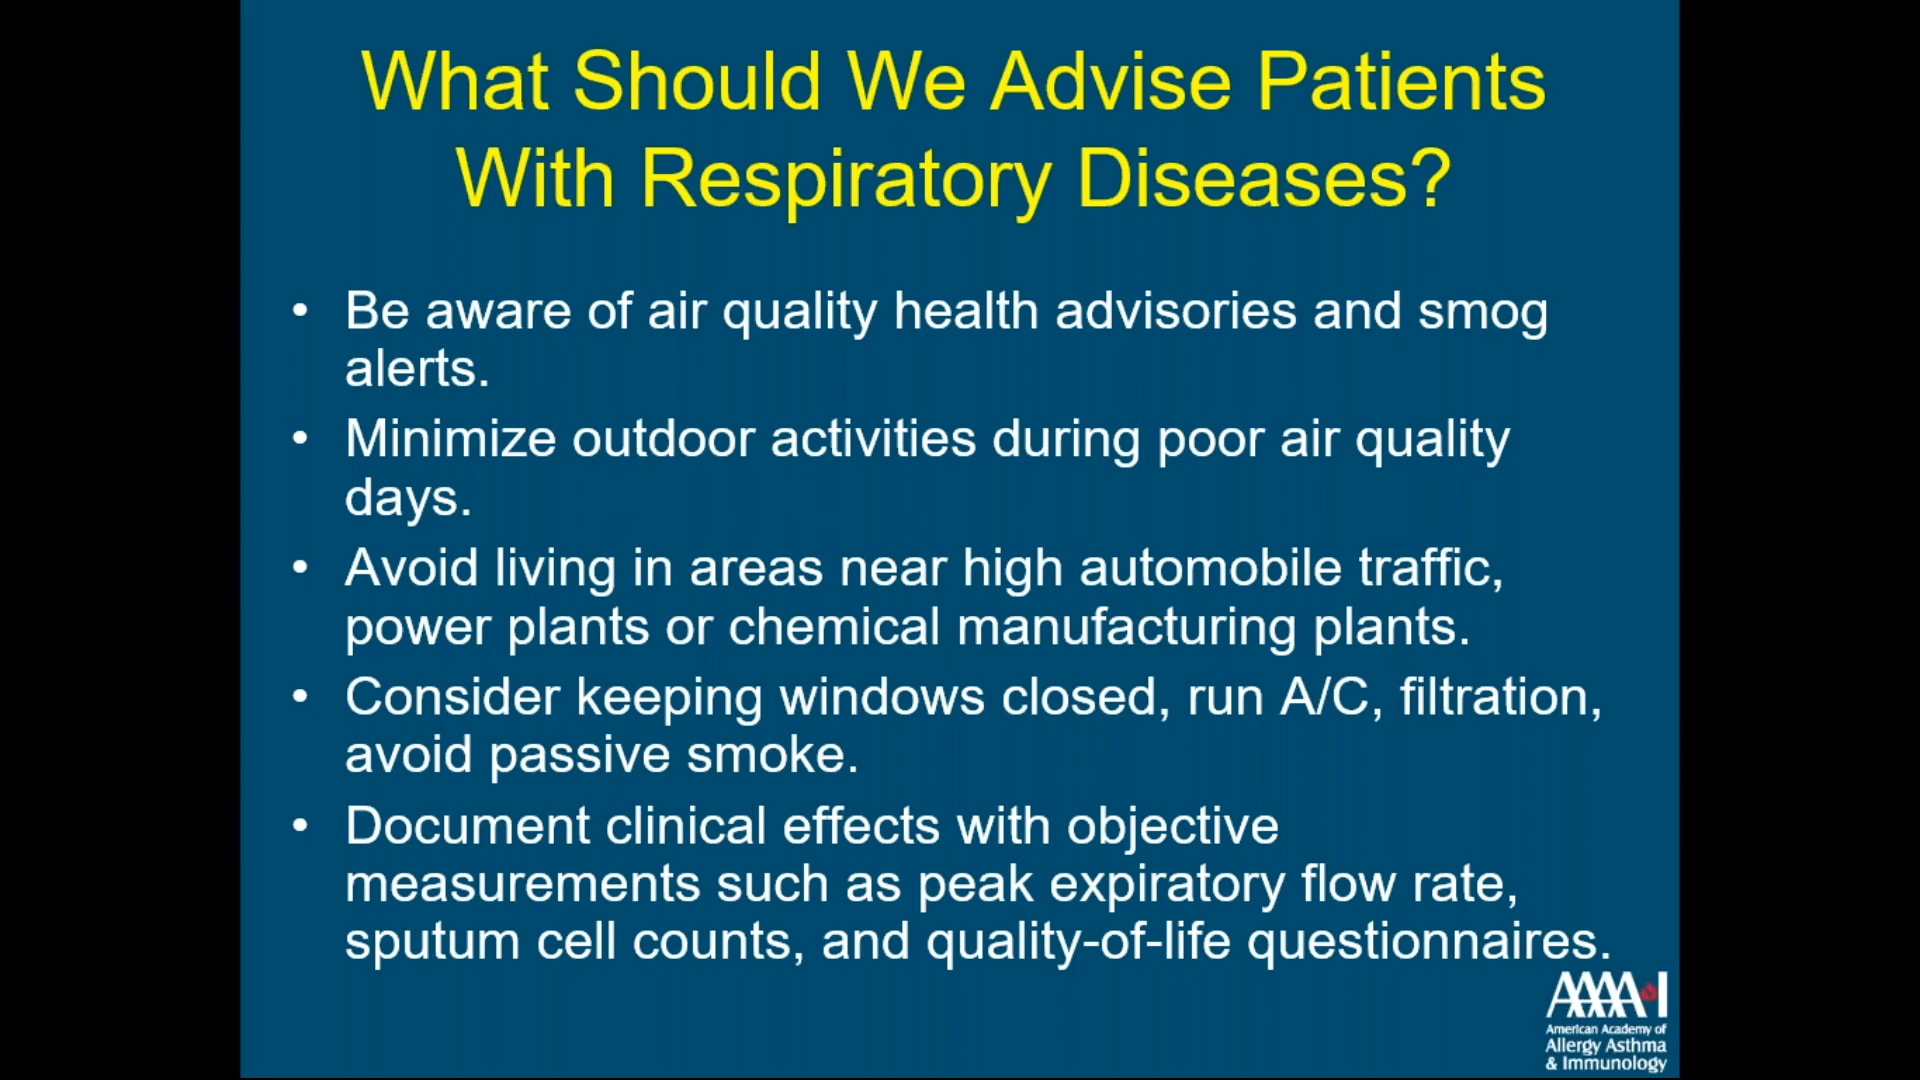 What Should We Advise Patients
With Respiratory Diseases?
• Be aware of air quality health advisories and smog
alerts.
• Minimize outdoor activities during poor air quality
days.
• Avoid living in areas near high automobile traffic,
power plants or chemical manufacturing plants.
• Consider keeping windows closed, run A/C, filtration,
avoid passive smoke.
• Document clinical effects with objective
measurements such as peak expiratory flow rate,
sputum cell counts, and quality-of-life questionnaires.
AAAAI
American Academy of
Allergy Asthma
& Immunology